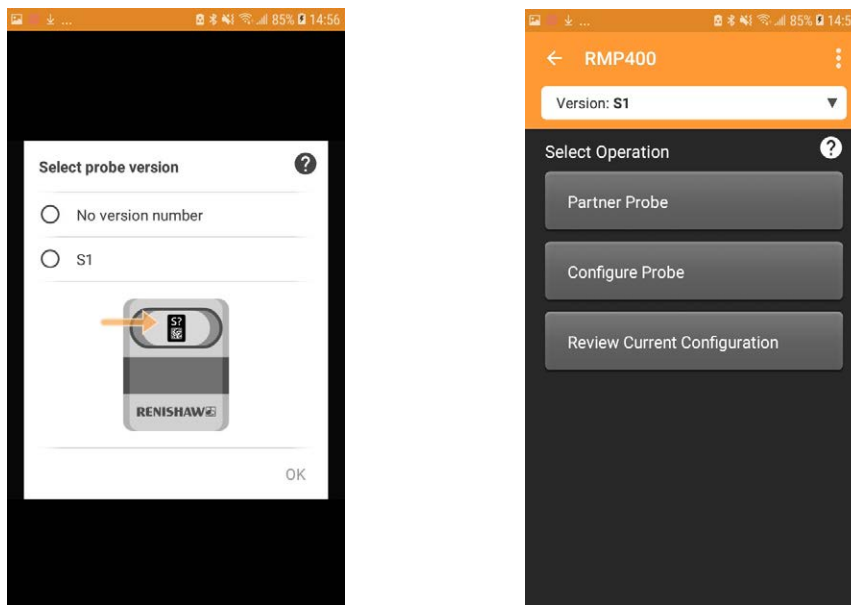 ... 85% 14:56
Select probe version ?
No version number
S1
S?
RENISHAW
OK
... 85% 14:5
RMP400
Version: S1
Select Operation ?
Partner Probe
Configure Probe
Review Current Configuration